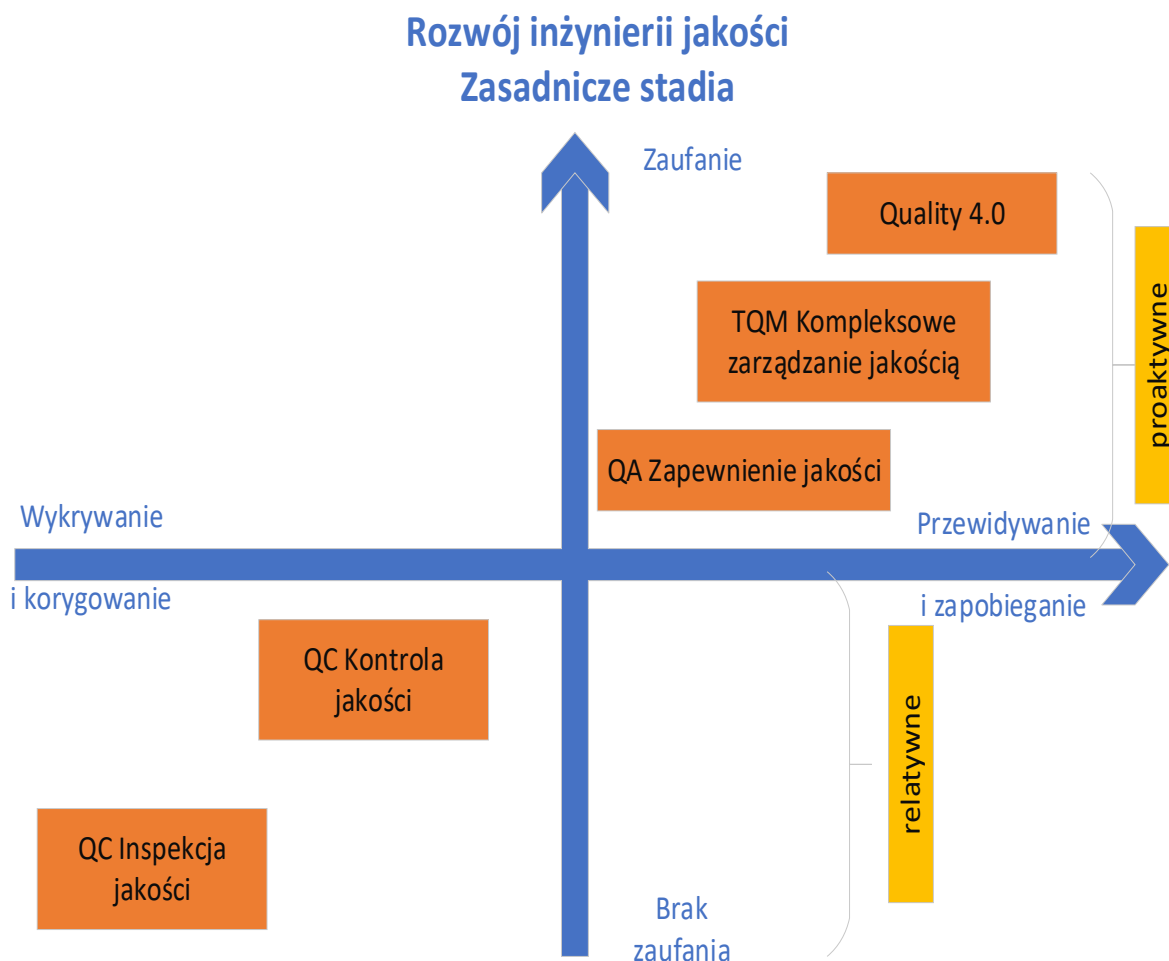 Rozwój inżynierii jakości
Zasadnicze stadia
Zaufanie
Quality 4.0
TQM Kompleksowe
zarządzanie jakością
proaktywne
QA Zapewnienie jakości
Wykrywanie
i korygowanie
Przewidywanie
i zapobieganie
QC Kontrola
jakości
relatywne
QC Inspekcja
jakości
Brak
zaufania